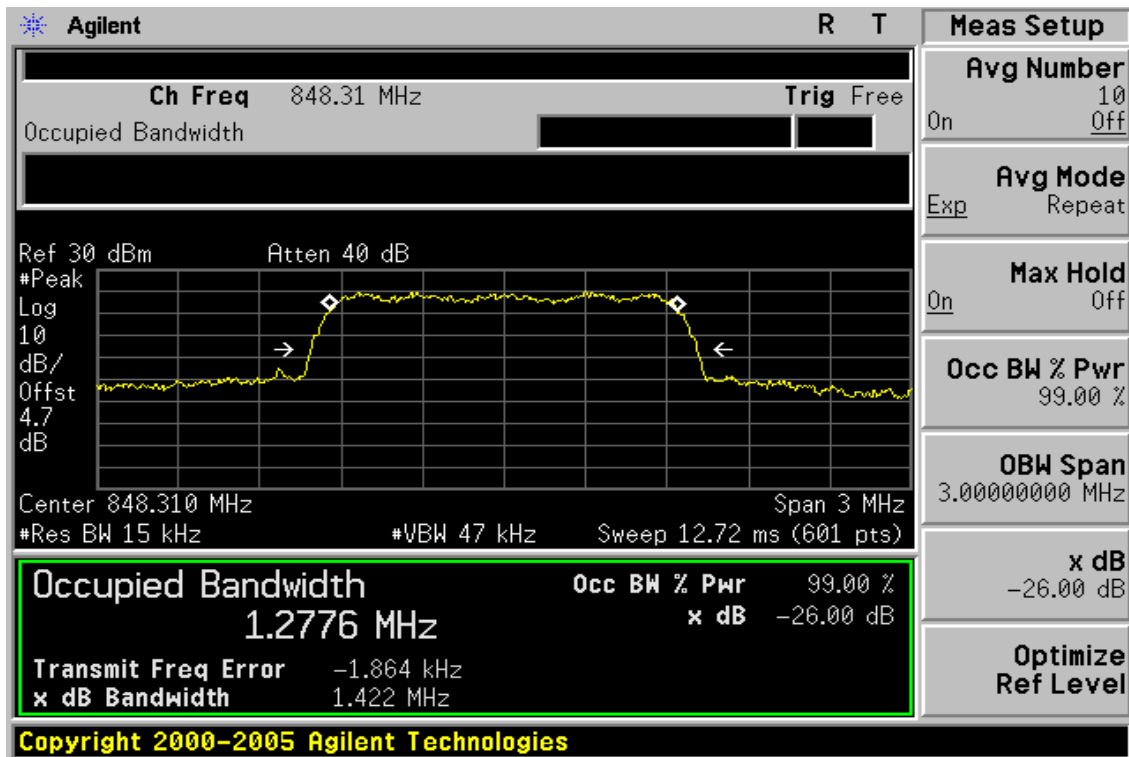 Agilent R T
Ch Freq 848.31 MHz Trig Free
Occupied Bandwidth
Ref 30 dBm Atten 40 dB
#Peak
Log
10
dB/
Offst
4.7
dB
Center 848.310 MHz Span 3 MHz
#Res BW 15 kHz #VBW 47 kHz Sweep 12.72 ms (601 pts)
Occupied Bandwidth Occ BW % Pwr 99.00 %
1.2776 MHz x dB -26.00 dB
Transmit Freq Error -1.864 kHz
x dB Bandwidth 1.422 MHz
Copyright 2000-2005 Agilent Technologies
Meas Setup
Avg Number
10
On Off
Avg Mode
Exp Repeat
Max Hold
On Off
Occ BW % Pwr
99.00 %
OBW Span
3.00000000 MHz
x dB
-26.00 dB
Optimize
Ref Level